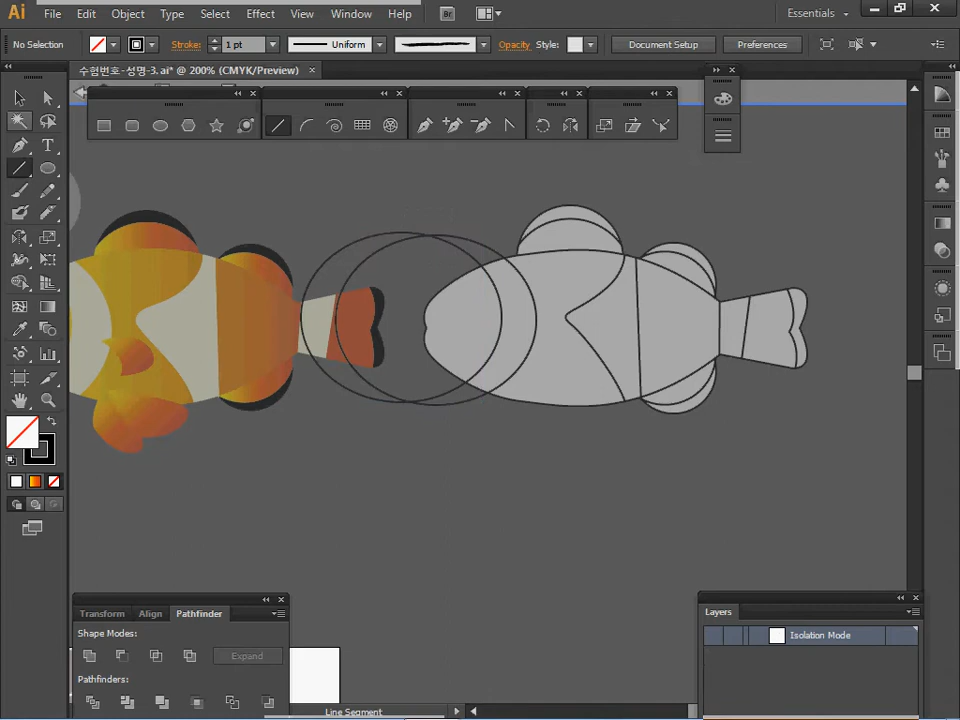 Ai File Edit Object Type Select Effect View Window Help Br Essentials
No Selection Stroke: 1 pt Uniform Opacity Style: Document Setup Preferences
수험번호-성명-3.ai* @ 200% (CMYK/Preview)
Transform Align Pathfinder
Shape Modes:
Expand
Pathfinders:
Layers
Isolation Mode
Line Segment